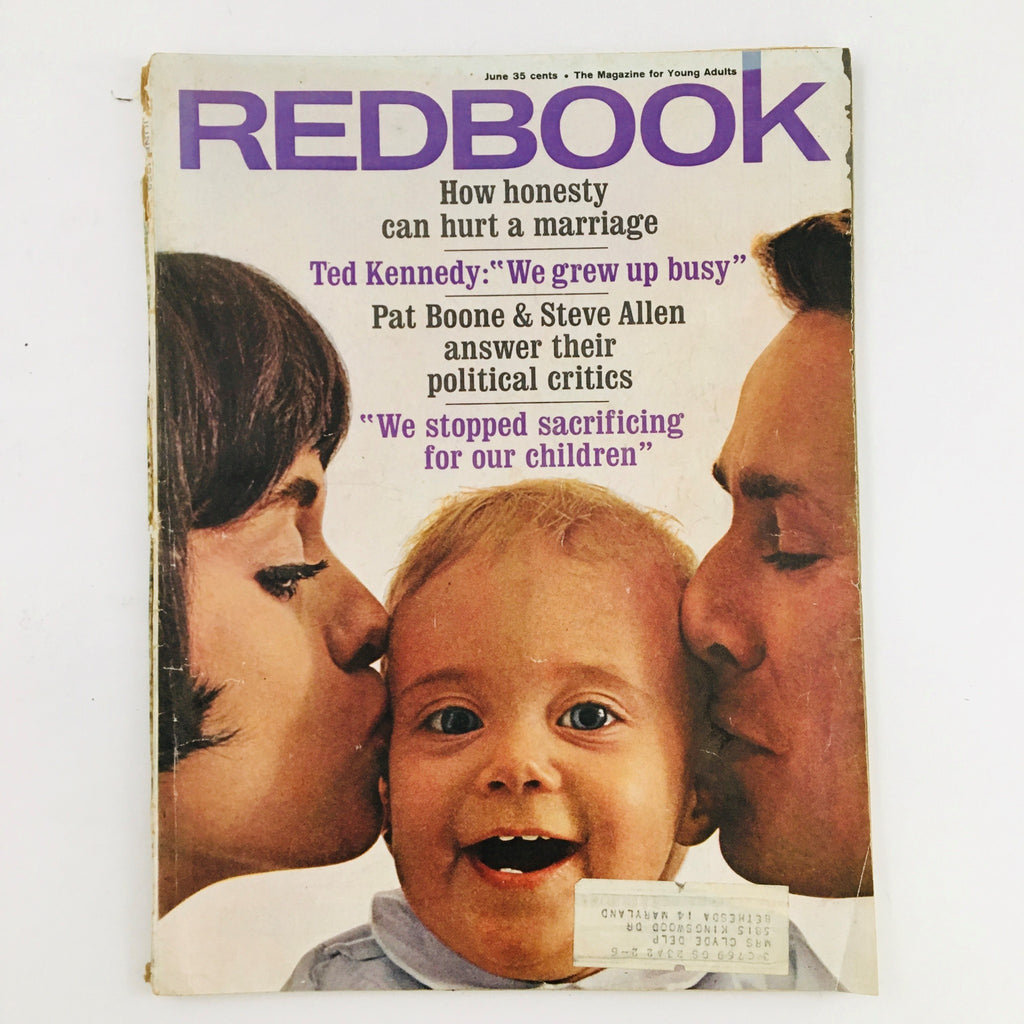 June 35 cents • The Magazine for Young Adults
REDBOOK
How honesty
can hurt a marriage
Ted Kennedy: “We grew up busy”
Pat Boone & Steve Allen
answer their
political critics
“We stopped sacrificing
for our children”
MRS CLYDE DELP
5815 KINGSWOOD DR
BETHESDA 14 MARYLAND